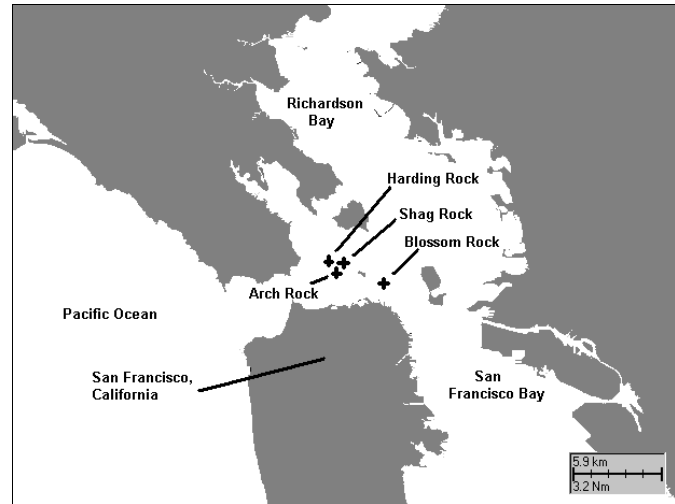 Richardson
Bay
Harding Rock
Shag Rock
Blossom Rock
Arch Rock
Pacific Ocean
San Francisco,
California
San
Francisco Bay
5.9 km
3.2 Nm